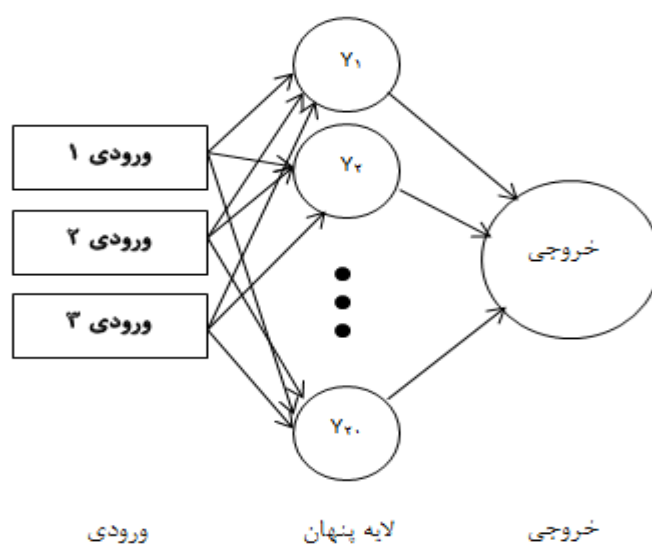 Y۱
ورودی ۱
Y۲
ورودی ۲
خروجی
ورودی ۳
Y۲۰
ورودی
لایه پنهان
خروجی